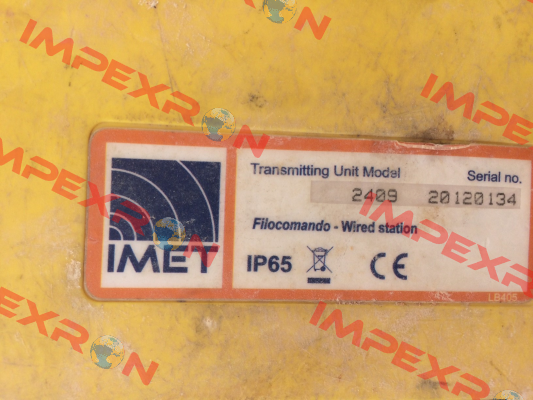 IMPEXRON
IMPEXRON
IMPEXRON
Transmitting Unit Model Serial no.
2409 20120134
Filocomando - Wired station
IMET
IP65 CE
LB405
IMPEXRON
IMPEXRON
IMPEXRON
IMPEXRON